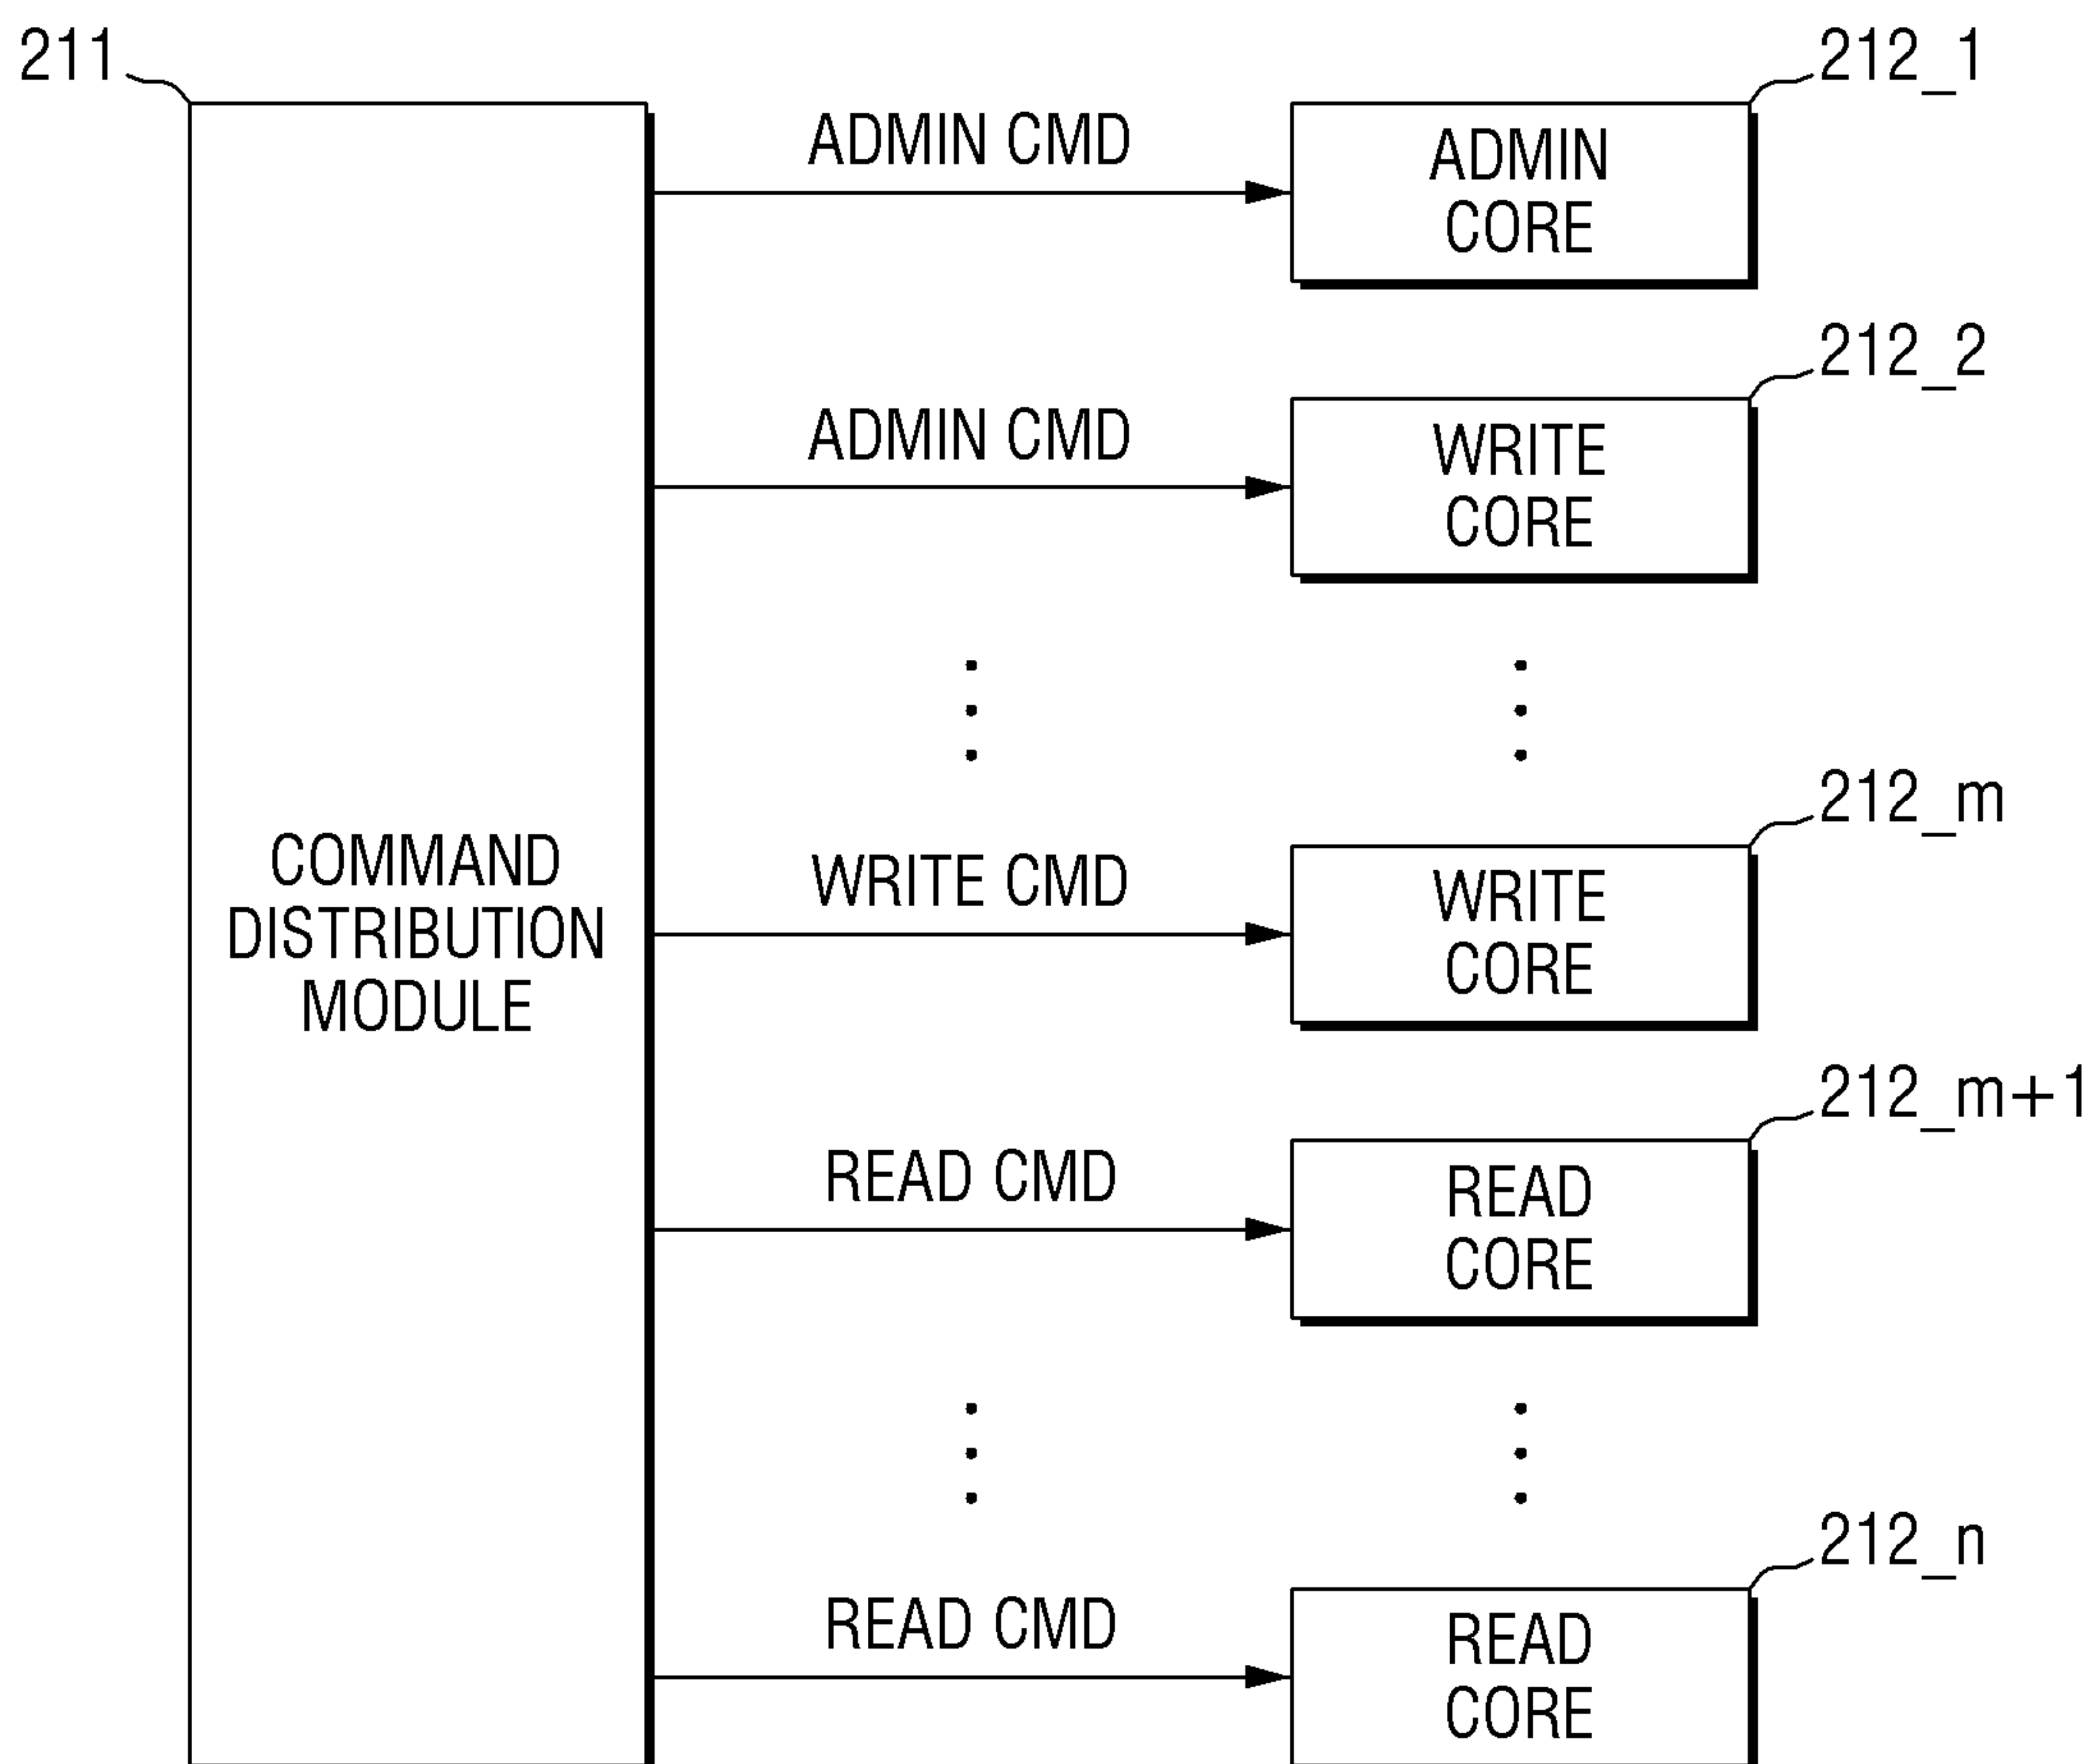 211
212_1
ADMIN CMD
ADMIN
CORE
212_2
ADMIN CMD
WRITE
CORE
212_m
WRITE CMD
WRITE
CORE
COMMAND
DISTRIBUTION
MODULE
212_m+1
READ CMD
READ
CORE
212_n
READ CMD
READ
CORE